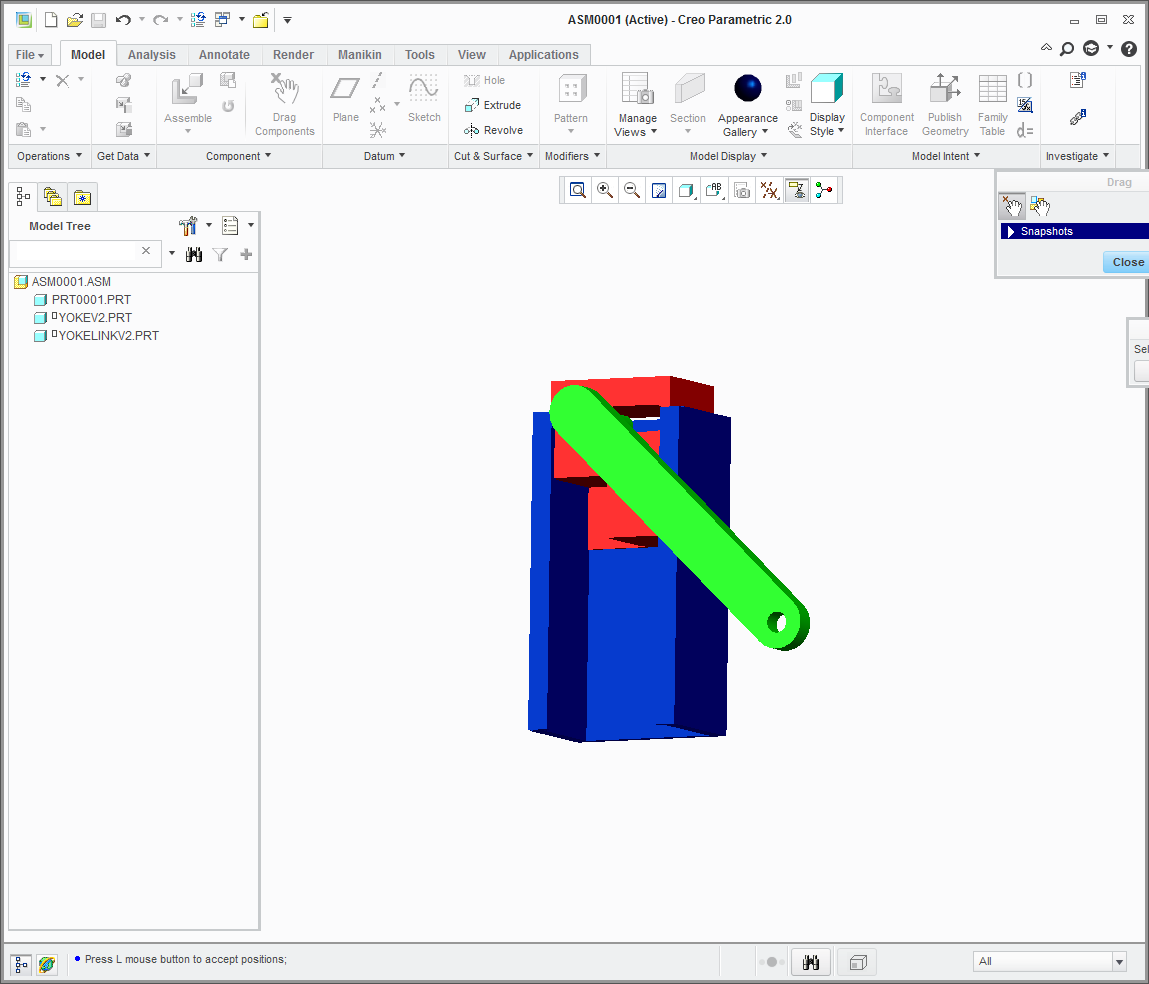 ASM0001 (Active) - Creo Parametric 2.0
File Model Analysis Annotate Render Manikin Tools View Applications
Assemble
Drag Components
Plane
Sketch
Hole
Extrude
Revolve
Pattern
Manage Views
Section
Appearance Gallery
Display Style
Component Interface
Publish Geometry
Family Table
d=
Operations Get Data Component Datum Cut & Surface Modifiers Model Display Model Intent Investigate
AB
Drag
Snapshots
Close
Sel
Model Tree
ASM0001.ASM
PRT0001.PRT
YOKEV2.PRT
YOKELINKV2.PRT
Press L mouse button to accept positions;
All